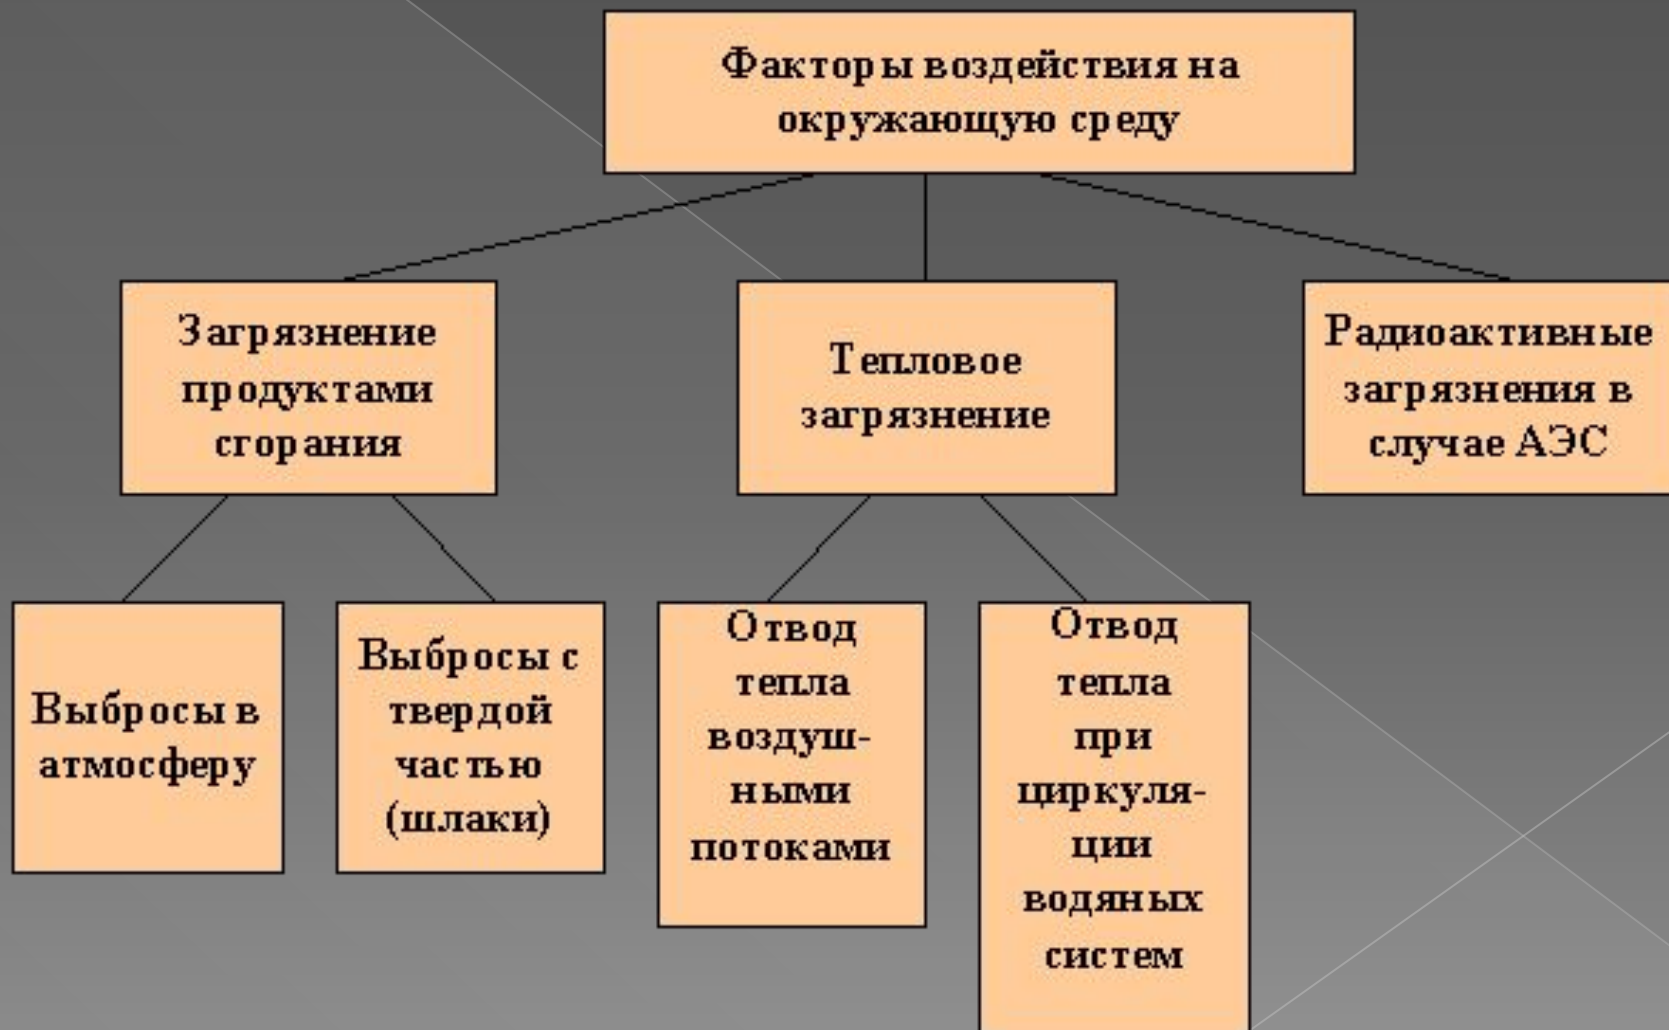 Факторы воздействия на
окружающую среду
Загрязнение
продуктами
сгорания
Тепловое
загрязнение
Радиоактивные
загрязнения в
случае АЭС
Выбросы в
атмосферу
Выбросы с
твердой
частью
(шлаки)
Отвод
тепла
воздуш-
ными
потоками
Отвод
тепла
при
циркуля-
ции
водяных
систем